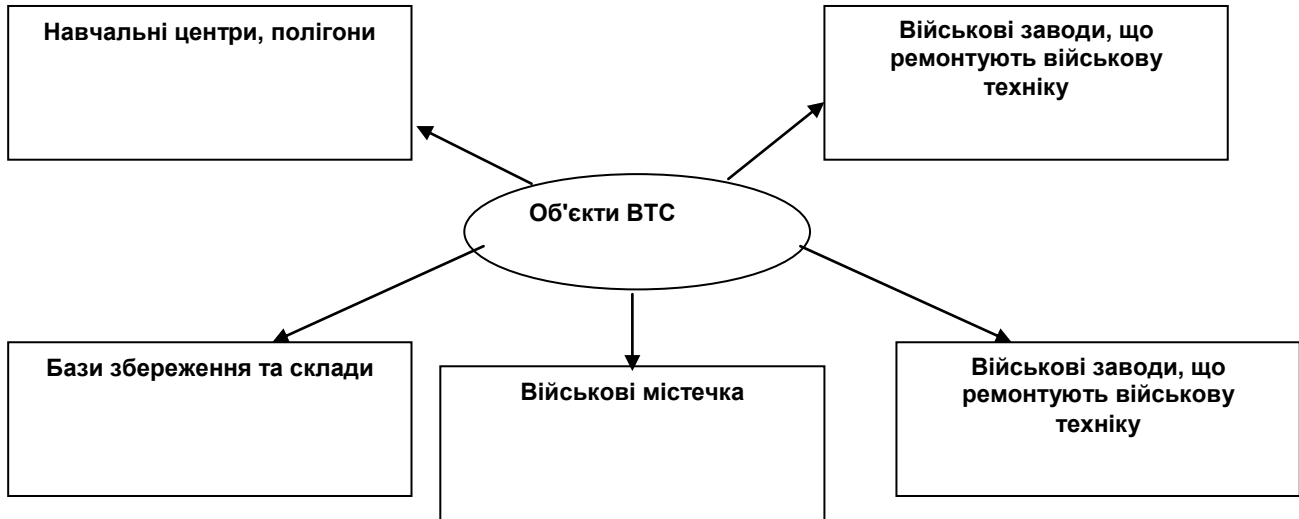 Навчальні центри, полігони
Військові заводи, що
ремонтують військову
техніку
Об'єкти ВТС
Бази збереження та склади
Військові містечка
Військові заводи, що
ремонтують військову
техніку